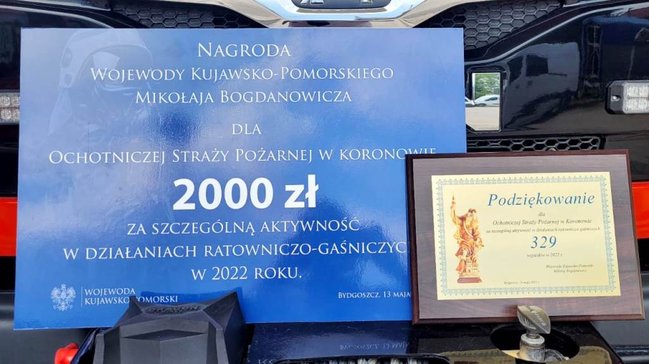 NAGRODA
WOJEWODY KUJAWSKO-POMORSKIEGO
MIKOŁAJA BOGDANOWICZA
DLA
OCHOTNICZEJ STRAŻY POŻARNEJ W KORONOWIE
2000 zł
ZA SZCZEGÓLNĄ AKTYWNOŚĆ
W DZIAŁANIACH RATOWNICZO-GAŚNICZYC
W 2022 ROKU.
WOJEWODA
KUJAWSKO-POMORSKI
BYDGOSZCZ, 13 MAJA
Podziękowanie
dla
Ochotniczej Straży Pożarnej w Koronowie
329